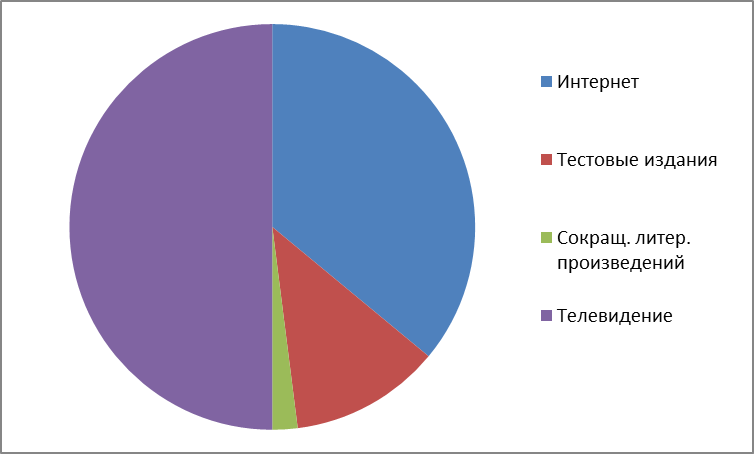 Интернет
Тестовые издания
Сокращ. литер.
произведений
Телевидение